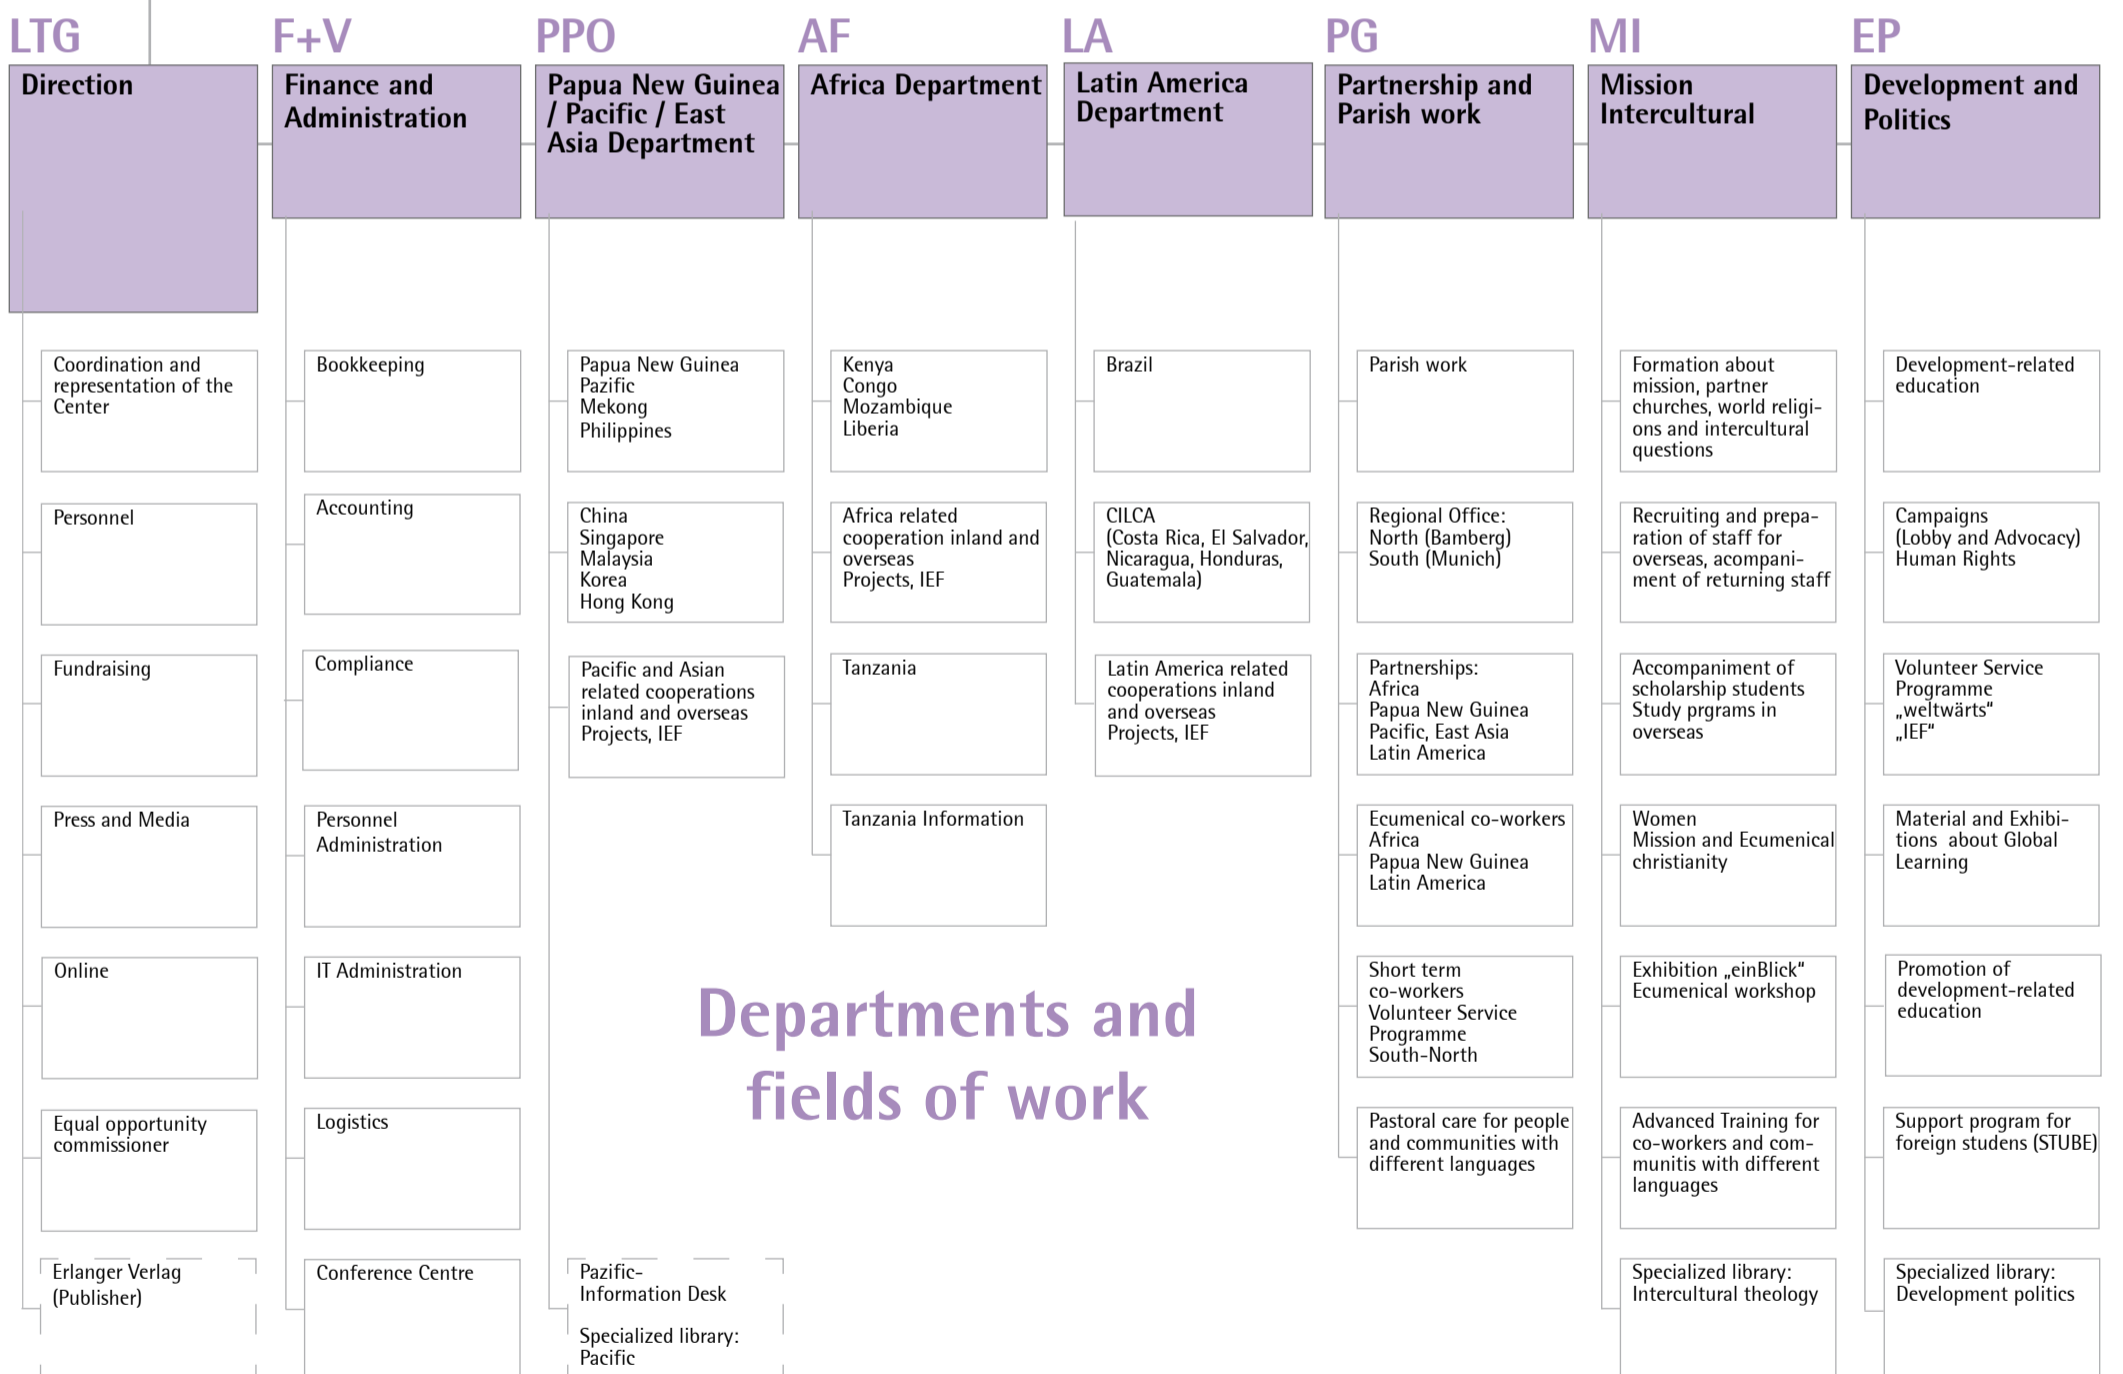 LTG
Direction
Coordination and
representation of the
Center
Personnel
Fundraising
Press and Media
Online
Equal opportunity
commissioner
Erlanger Verlag
(Publisher)
F+V
Finance and
Administration
Bookkeeping
Accounting
Compliance
Personnel
Administration
IT Administration
Logistics
Conference Centre
PPO
Papua New Guinea
/ Pacific / East
Asia Department
Papua New Guinea
Pazific
Mekong
Philippines
China
Singapore
Malaysia
Korea
Hong Kong
Pacific and Asian
related cooperations
inland and overseas
Projects, IEF
Pazific-
Information Desk
Specialized library:
Pacific
AF
Africa Department
Kenya
Congo
Mozambique
Liberia
Africa related
cooperation inland and
overseas
Projects, IEF
Tanzania
Tanzania Information
LA
Latin America
Department
Brazil
CILCA
(Costa Rica, El Salvador,
Nicaragua, Honduras,
Guatemala)
Latin America related
cooperations inland
and overseas
Projects, IEF
Departments and
fields of work
PG
Partnership and
Parish work
Parish work
Regional Office:
North (Bamberg)
South (Munich)
Partnerships:
Africa
Papua New Guinea
Pacific, East Asia
Latin America
Ecumenical co-workers
Africa
Papua New Guinea
Latin America
Short term
co-workers
Volunteer Service
Programme
South-North
Pastoral care for people
and communities with
different languages
MI
Mission
Intercultural
Formation about
mission, partner
churches, world religi-
ons and intercultural
questions
Recruiting and prepa-
ration of staff for
overseas, acompani-
ment of returning staff
Accompaniment of
scholarship students
Study prgrams in
overseas
Women
Mission and Ecumenical
christianity
Exhibition „einBlick“
Ecumenical workshop
Advanced Training for
co-workers and com-
munitis with different
languages
Specialized library:
Intercultural theology
EP
Development and
Politics
Development-related
education
Campaigns
(Lobby and Advocacy)
Human Rights
Volunteer Service
Programme
„weltwärts“
„IEF“
Material and Exhibi-
tions about Global
Learning
Promotion of
development-related
education
Support program for
foreign studens (STUBE)
Specialized library:
Development politics